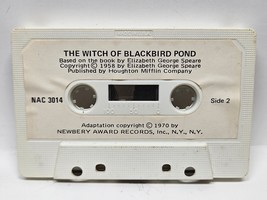 THE WITCH OF BLACKBIRD POND
Based on the book by Elizabeth George Speare
Copyright © 1958 by Elizabeth George Speare
Published by Houghton Mifflin Company
NAC 3014
Side 2
Adaptation copyright © 1970 by
NEWBERY AWARD RECORDS, Inc., N.Y., N.Y.